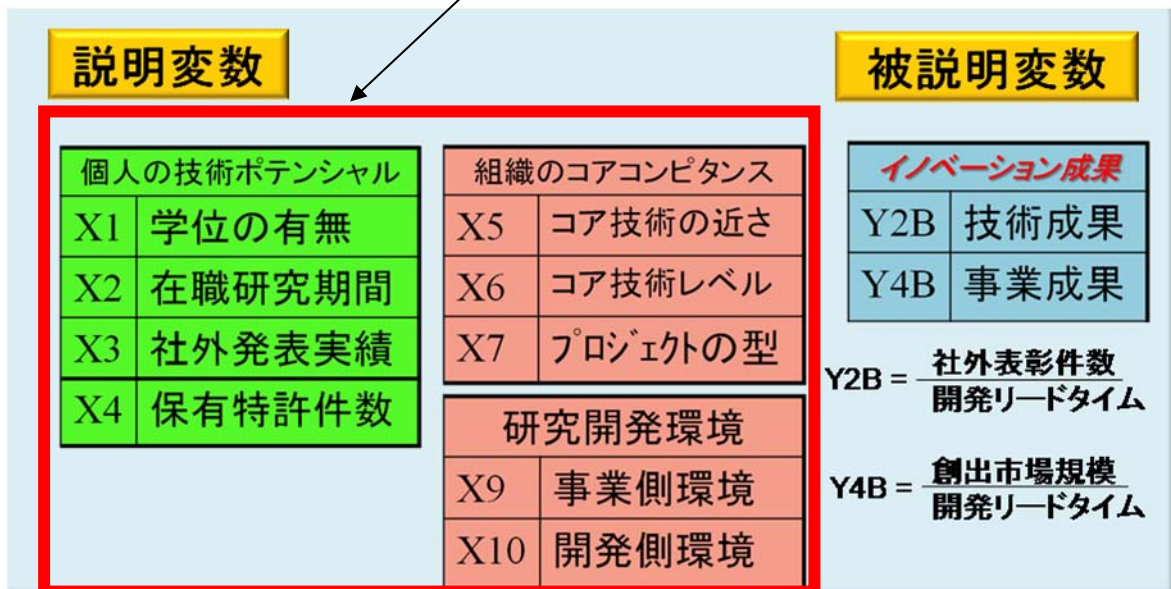 説明変数
被説明変数
個人の技術ポテンシャル
X1 学位の有無
X2 在職研究期間
X3 社外発表実績
X4 保有特許件数
組織のコアコンピタンス
X5 コア技術の近さ
X6 コア技術レベル
X7 プロジェクトの型
研究開発環境
X9 事業側環境
X10 開発側環境
イノベーション成果
Y2B 技術成果
Y4B 事業成果
Y2B = 社外表彰件数
開発リードタイム
Y4B = 創出市場規模
開発リードタイム